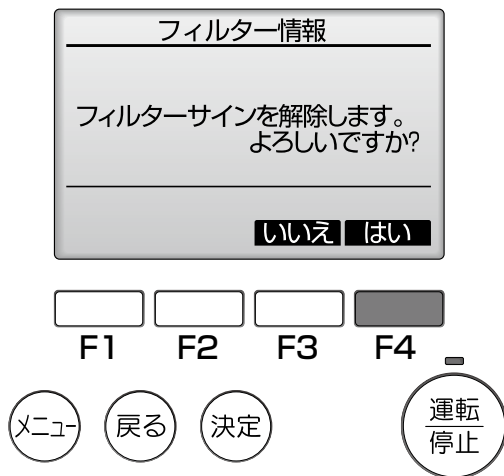 フィルター情報
フィルターサインを解除します。
よろしいですか?
いいえ はい
F1 F2 F3 F4
メニュー 戻る 決定 運転
停止